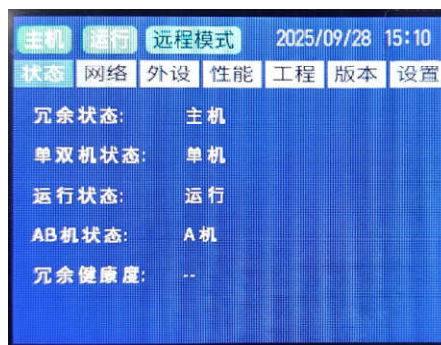 主机 运行 远程模式 2025/09/28 15:10
状态 网络 外设 性能 工程 版本 设置
冗余状态: 主机
单双机状态: 单机
运行状态: 运行
AB机状态: A机
冗余健康度: --